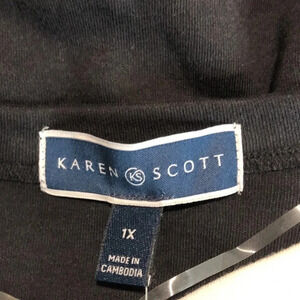 KAREN KS SCOTT
1X
MADE IN
CAMBODIA